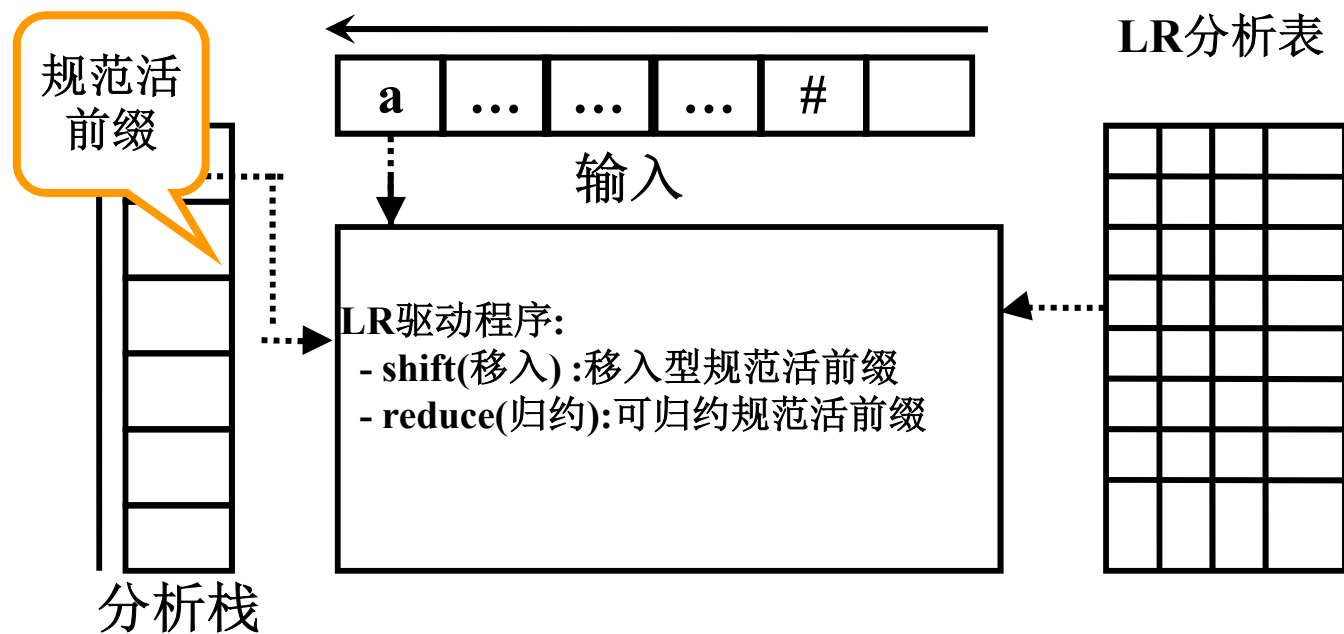 规范活
前缀
LR分析表
a … … … #
输入
LR驱动程序:
- shift(移入) :移入型规范活前缀
- reduce(归约):可归约规范活前缀
分析栈